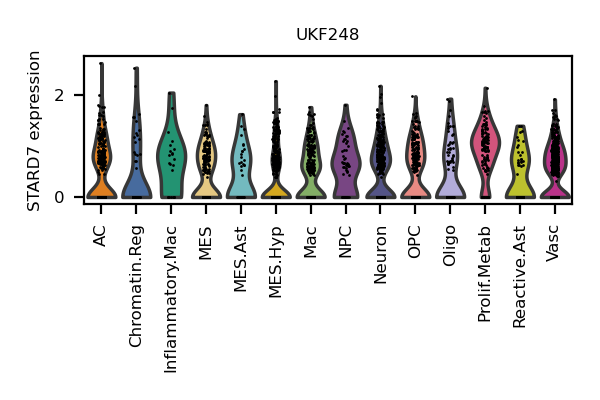 UKF248
STARD7 expression
2
0
AC
Chromatin.Reg
Inflammatory.Mac
MES
MES.Ast
MES.Hyp
Mac
NPC
Neuron
OPC
Oligo
Prolif.Metab
Reactive.Ast
Vasc